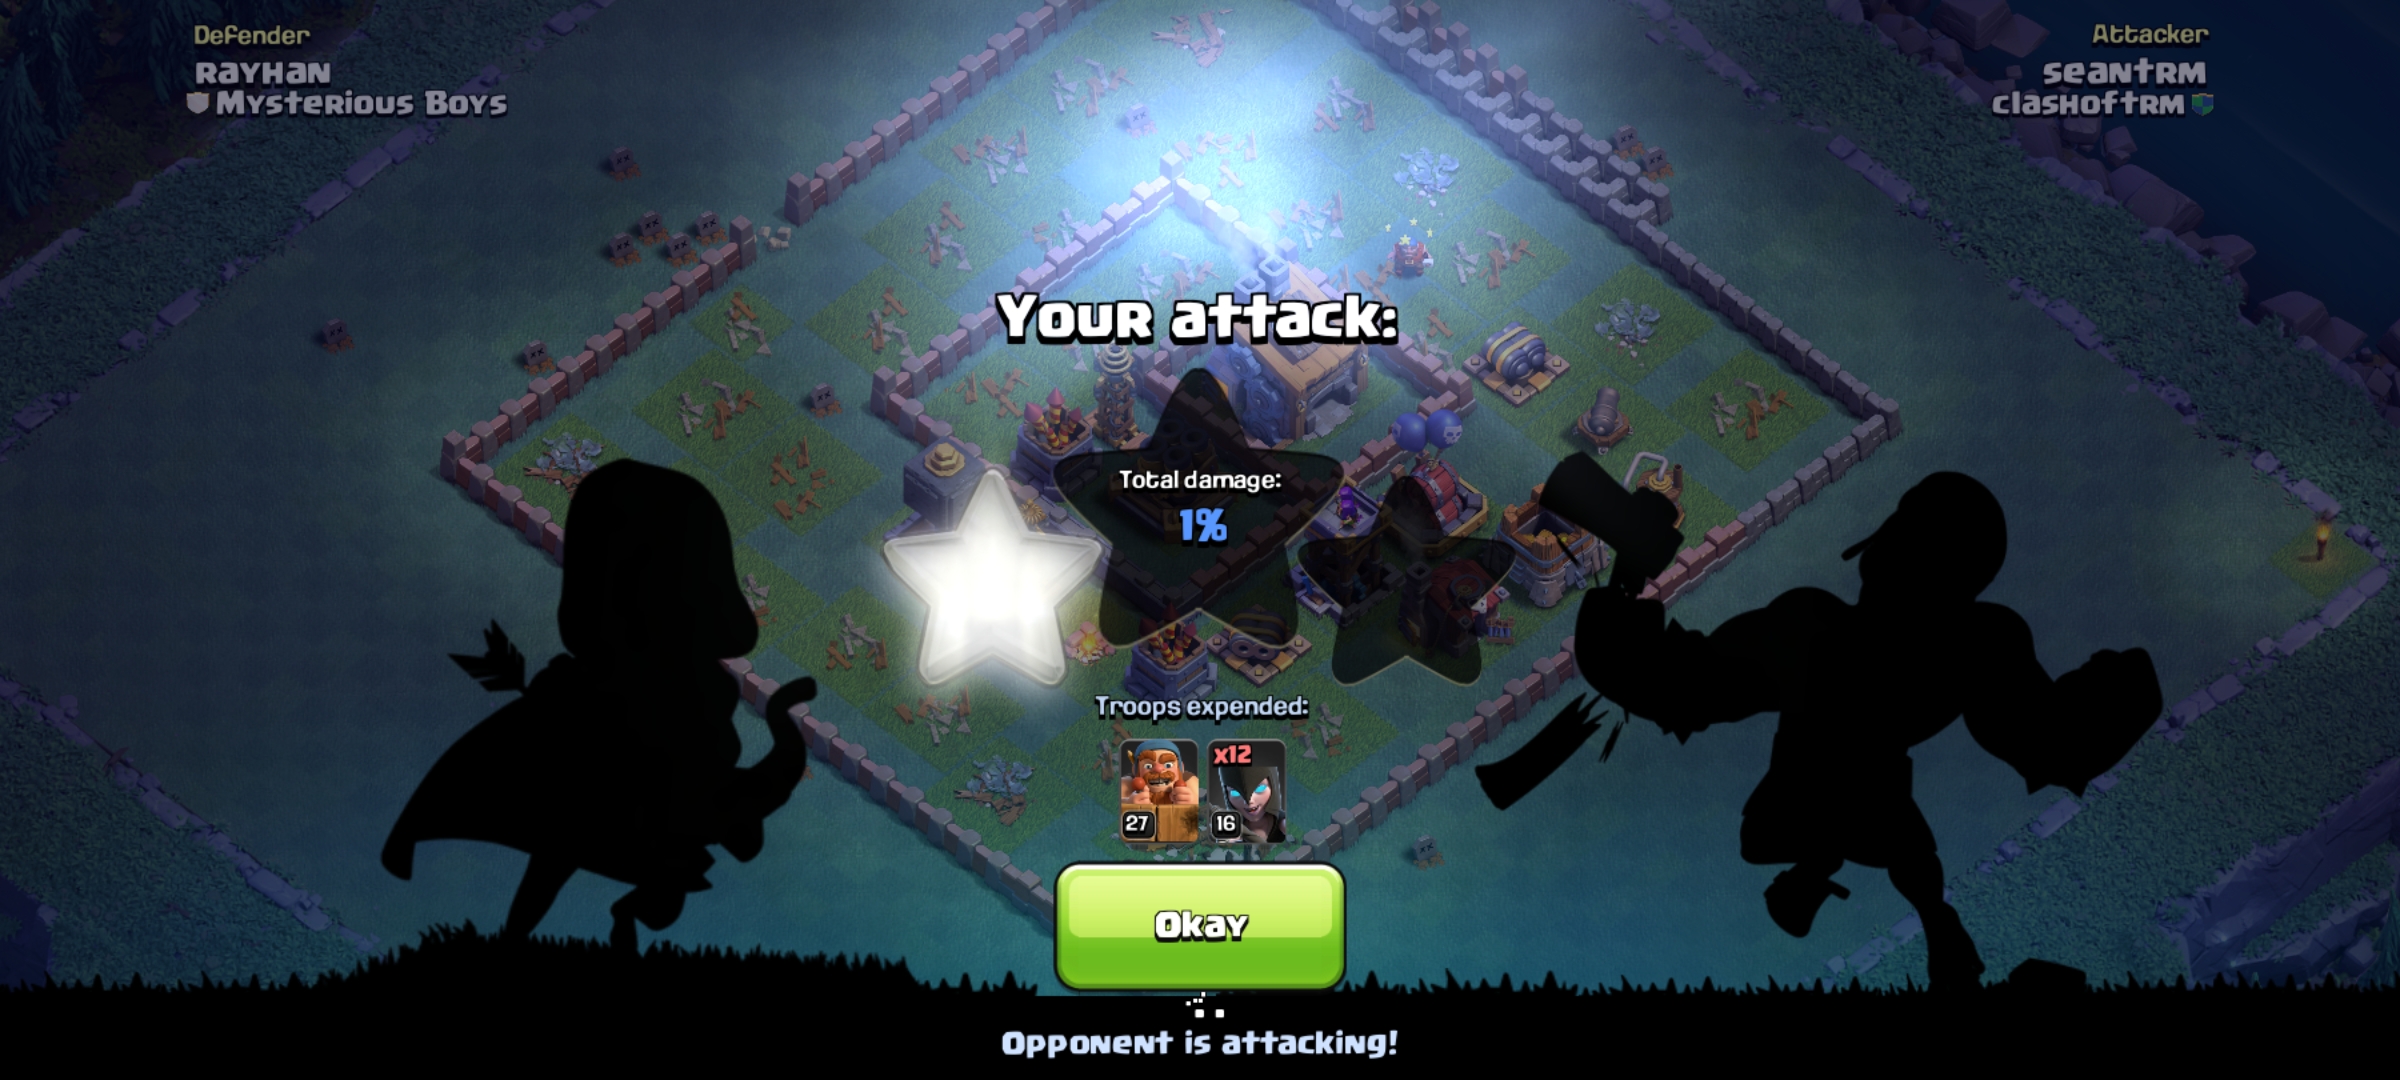 Defender
RAYHAN
Mysterious Boys
Attacker
seantRM
clashoftRM
Your attack:
Total damage:
1%
Troops expended:
x12
27
16
Okay
Opponent is attacking!